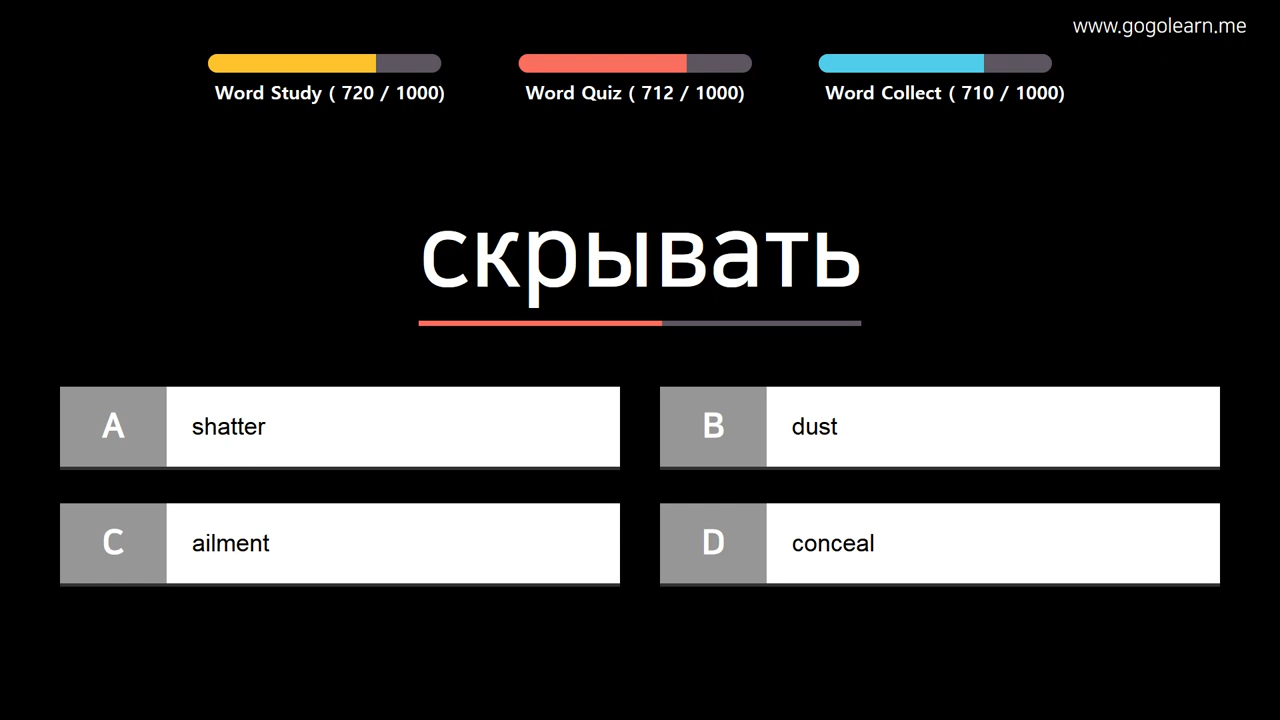 www.gogolearn.me
Word Study ( 720 / 1000)
Word Quiz ( 712 / 1000)
Word Collect ( 710 / 1000)
скрывать
A shatter
B dust
C ailment
D conceal